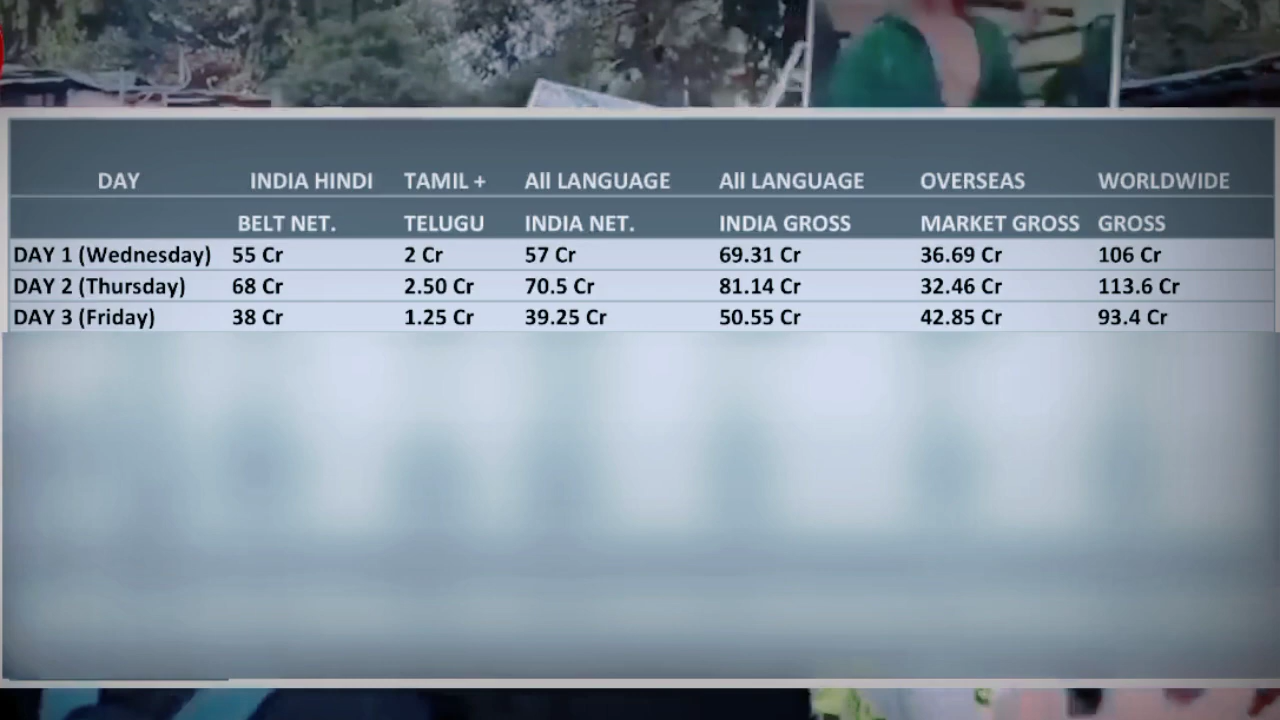 DAY INDIA HINDI TAMIL + All LANGUAGE All LANGUAGE OVERSEAS WORLDWIDE
BELT NET. TELUGU INDIA NET. INDIA GROSS MARKET GROSS GROSS
DAY 1 (Wednesday) 55 Cr 2 Cr 57 Cr 69.31 Cr 36.69 Cr 106 Cr
DAY 2 (Thursday) 68 Cr 2.50 Cr 70.5 Cr 81.14 Cr 32.46 Cr 113.6 Cr
DAY 3 (Friday) 38 Cr 1.25 Cr 39.25 Cr 50.55 Cr 42.85 Cr 93.4 Cr